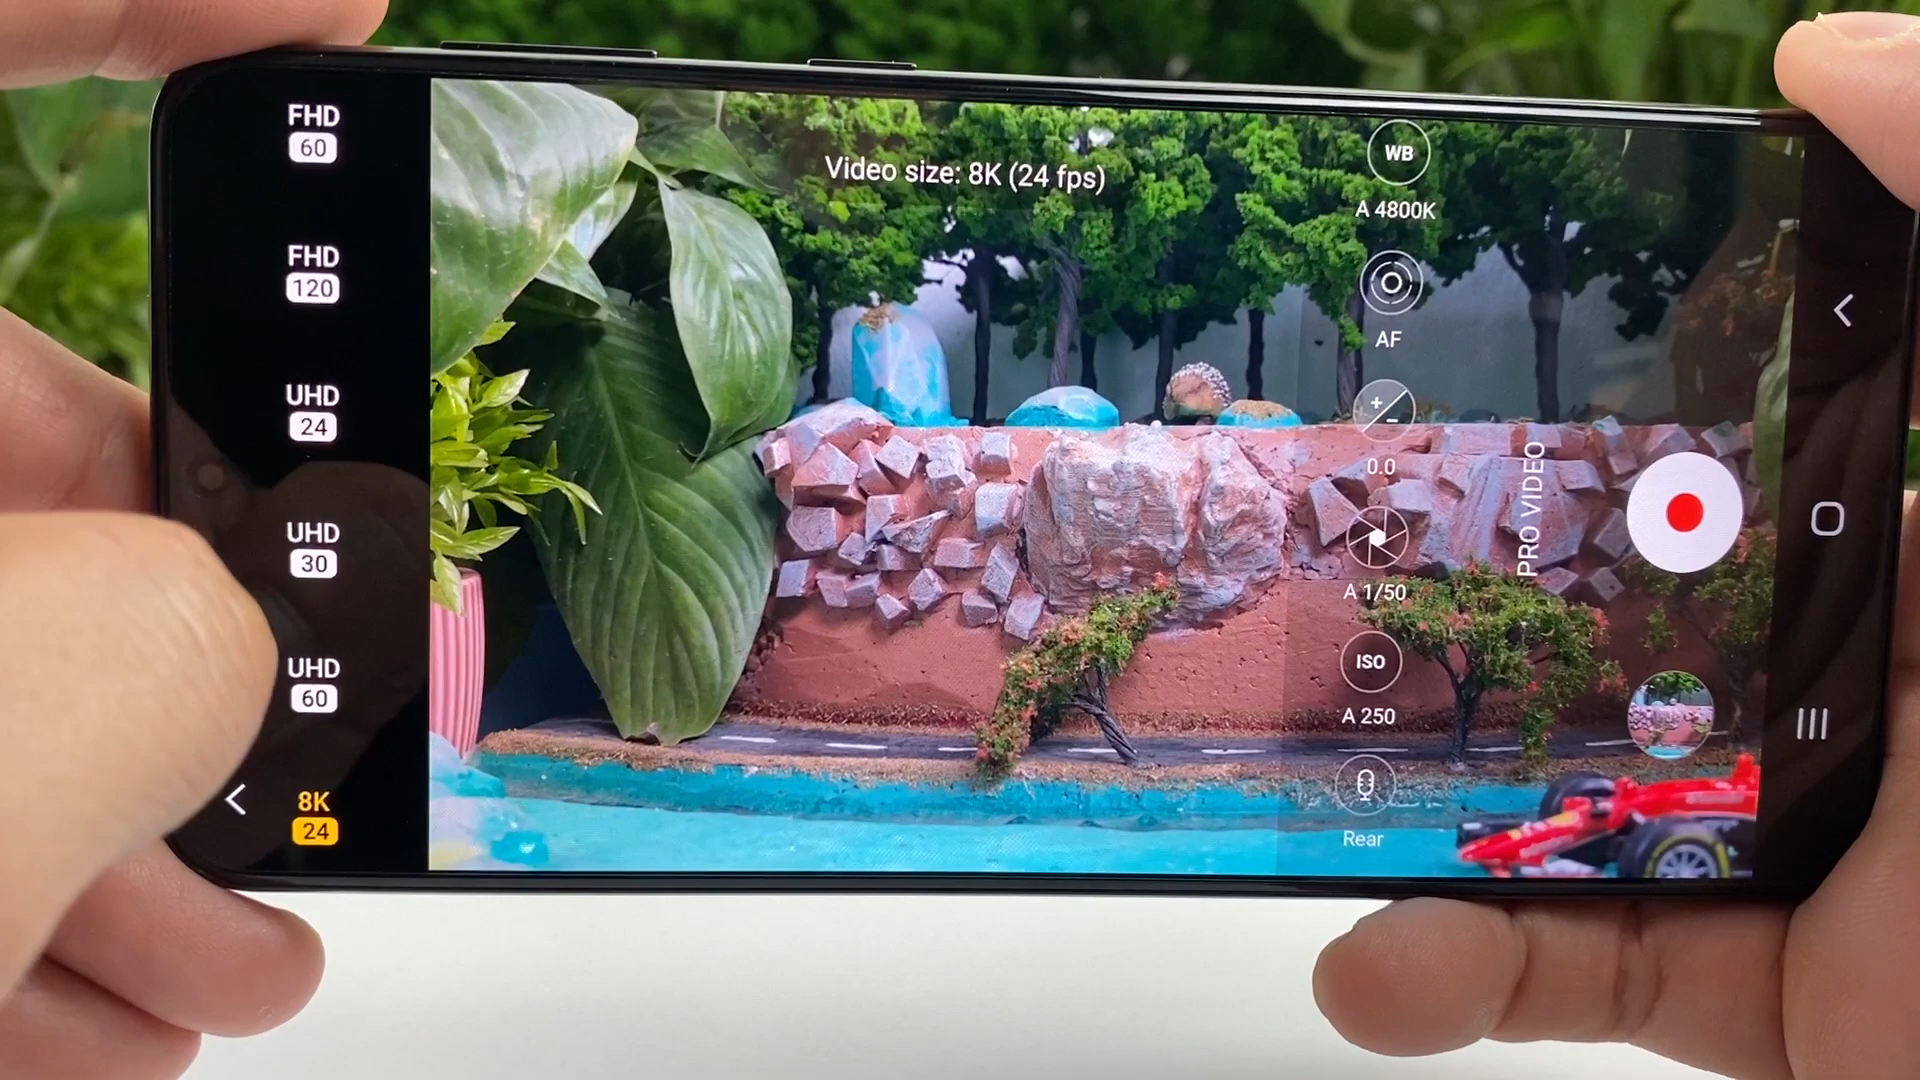 FHD
60
FHD
120
UHD
24
UHD
30
UHD
60
8K
24
Video size: 8K (24 fps)
WB
A 4800K
AF
0.0
A 1/50
ISO
A 250
Rear
PRO VIDEO